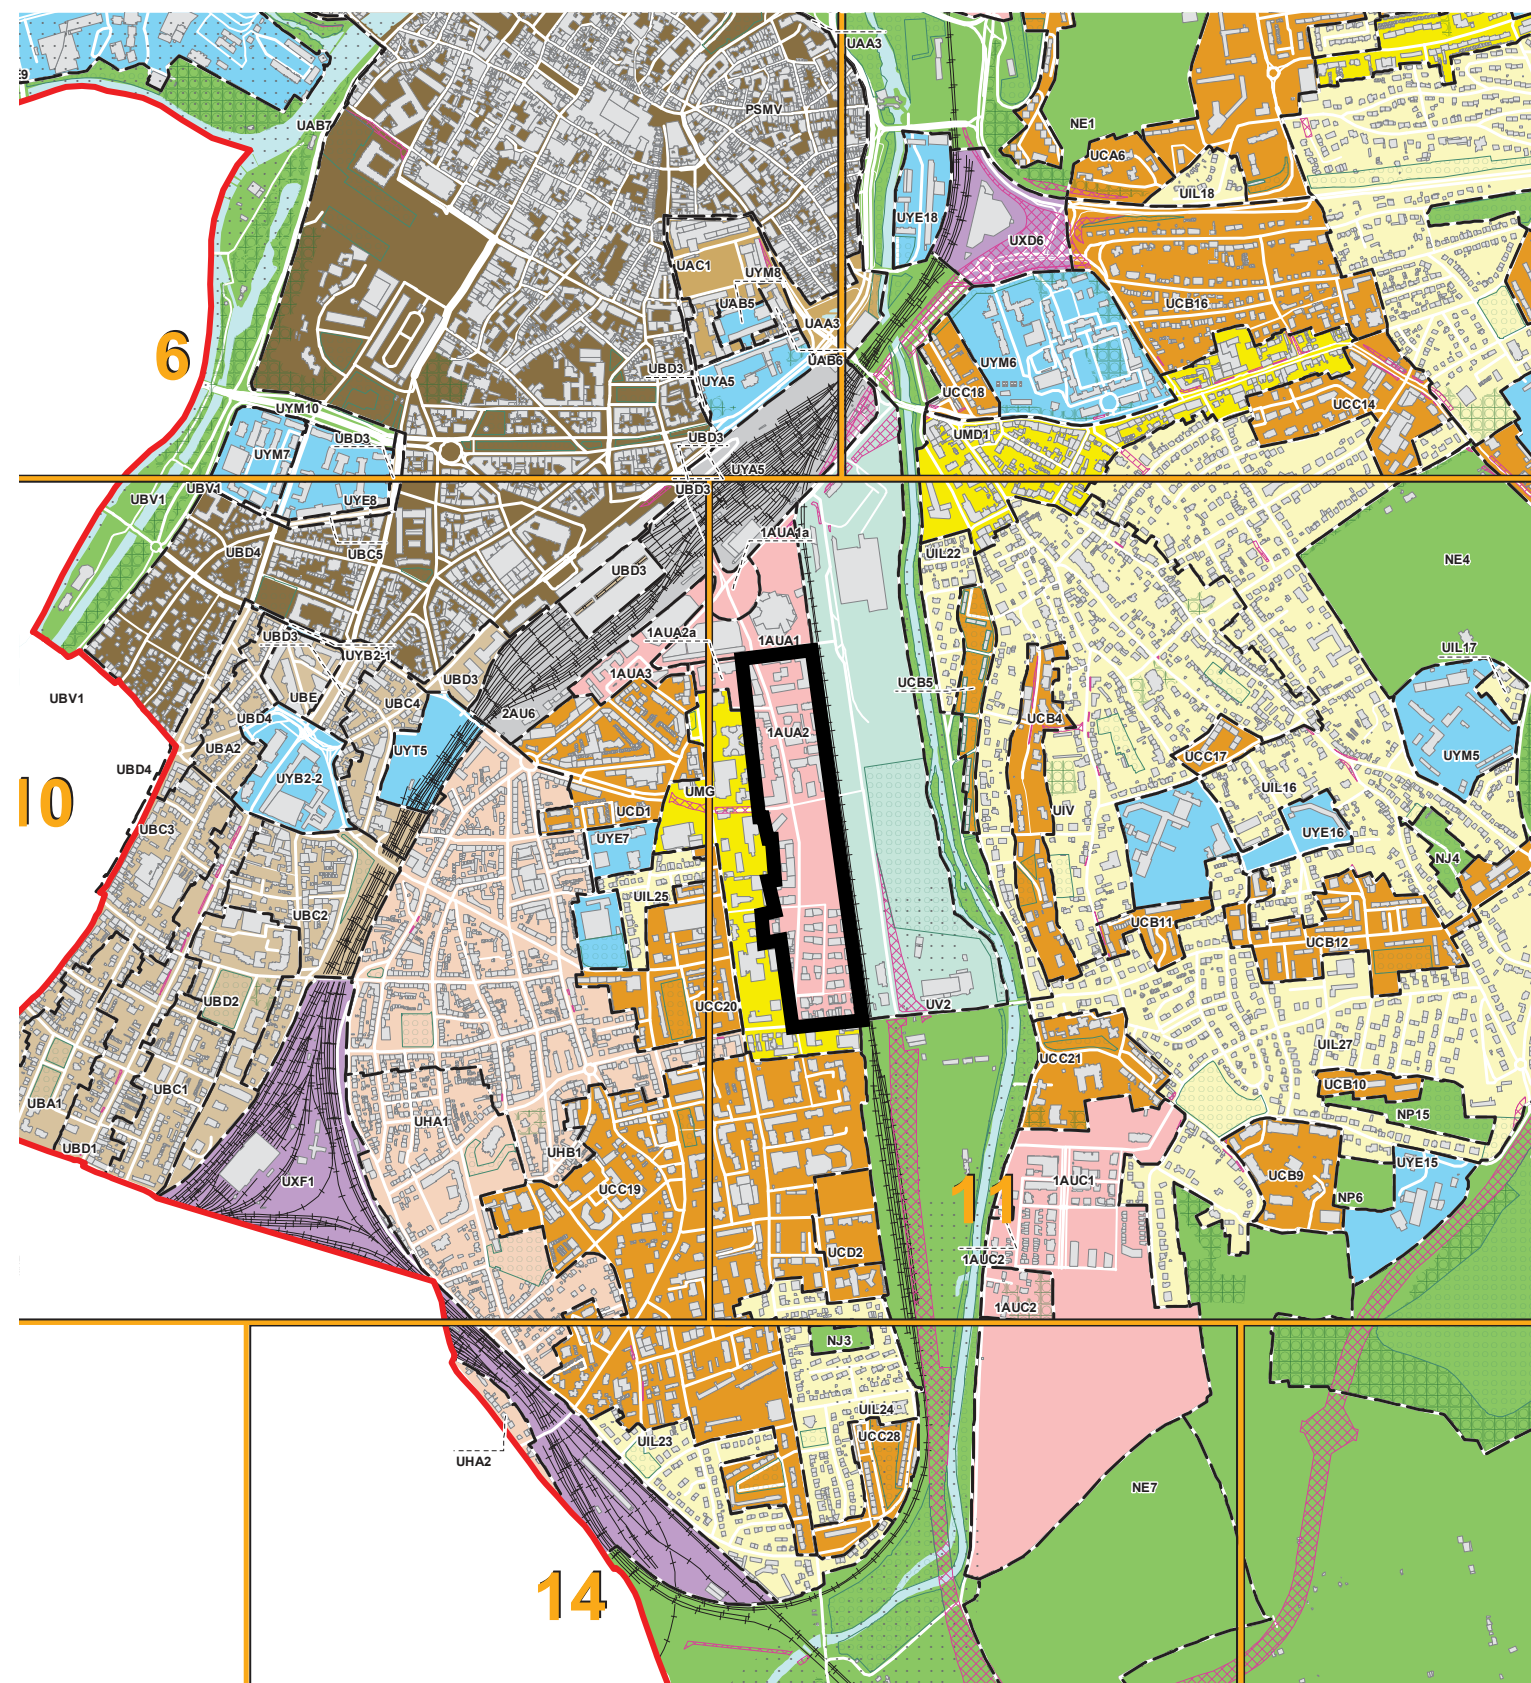 UAA3
E9
PSMV
UAB7
NE1
UCA6
UIL18
UYE18
UXD6
UAC1
UYM8
UAB5
UCB16
UAA3
6
UAB6
UYM6
UBD3
UYA5
UCC18
UCC14
UYM10
UBD3
UBD3
UMD1
UYM7
UYA5
UBV1
UBV1
UYE8
UBD3
1AUA1a
UBD4
UBC5
UIL22
NE4
UBD3
UBD3
1AUA2a
1AUA1
UIL17
UYB2-1
UBD3
1AUA3
UCB5
UBV1
UBE
UBC4
2AU6
UBD4
UCB4
1AUA2
UBA2
UYT5
UCC17
UYM5
UBD4
UYB2-2
UMG
UIL16
10
UCD1
UIV
UBC3
UYE7
UYE16
NJ4
UIL25
UBC2
UCB11
UCB12
UBD2
UCC20
UV2
UIL27
UCC21
UCB10
UBC1
UBA1
NP15
UHA1
UBD1
UHB1
UYE15
UXF1
UCC19
1AUC1
UCB9
NP6
11
UCD2
1AUC2
1AUC2
NJ3
UIL24
UIL23
UCC28
UHA2
NE7
14